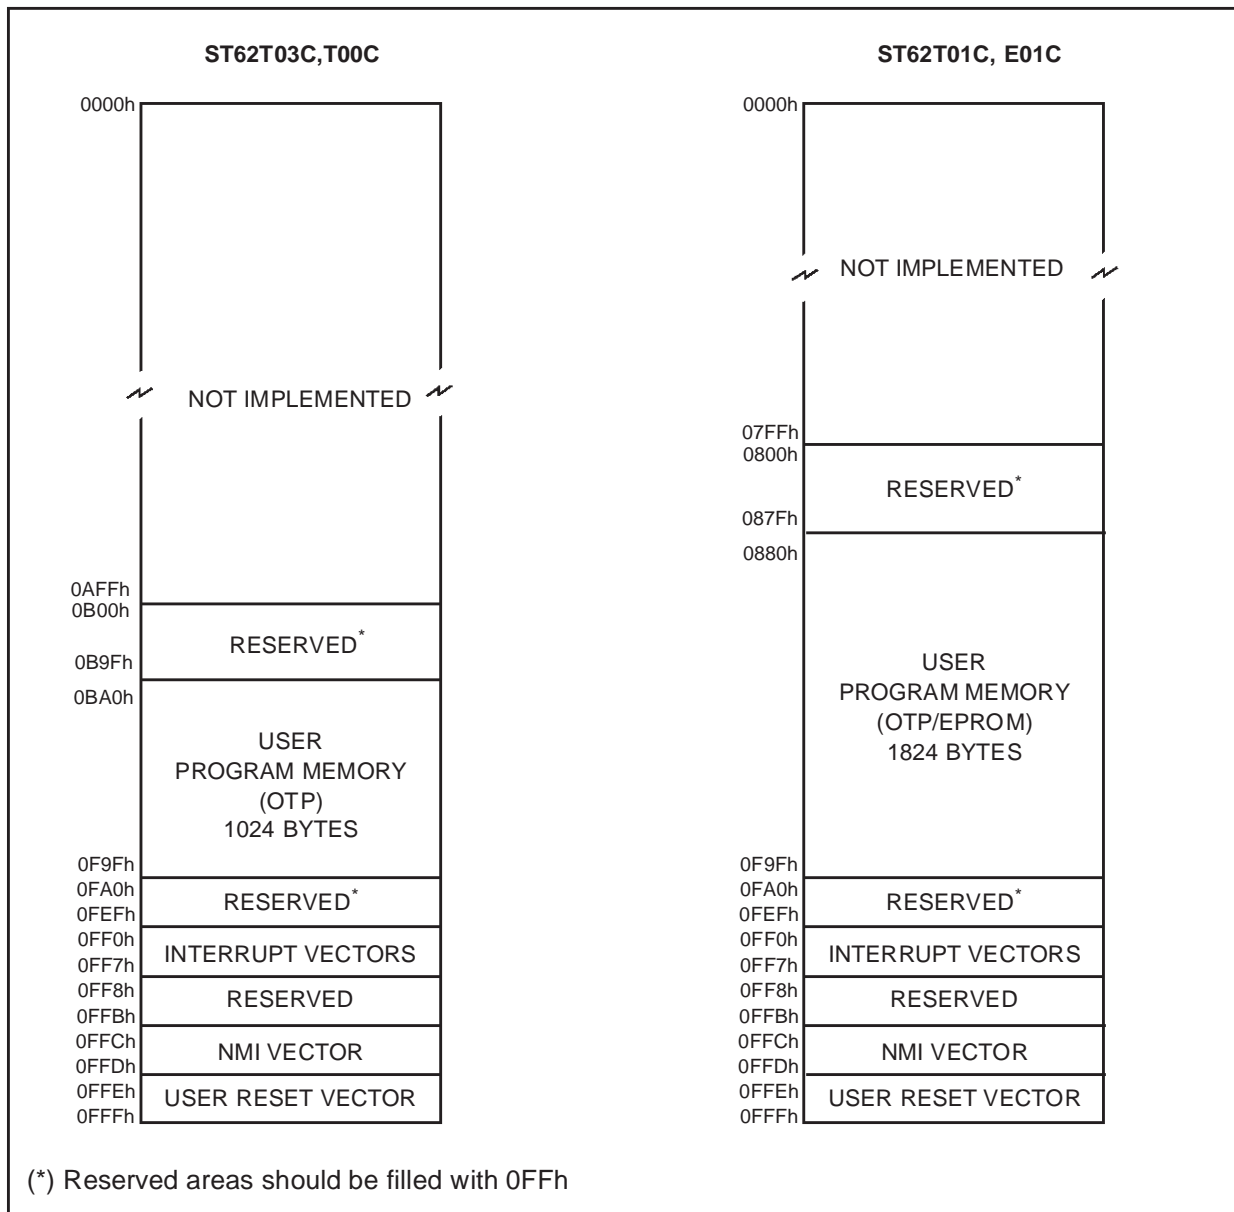 ST62T03C,T00C
0000h
NOT IMPLEMENTED
0AFFh
0B00h
RESERVED*
0B9Fh
0BA0h
USER
PROGRAM MEMORY
(OTP)
1024 BYTES
0F9Fh
0FA0h
RESERVED*
0FEFh
0FF0h
INTERRUPT VECTORS
0FF7h
0FF8h
RESERVED
0FFBh
0FFCh
NMI VECTOR
0FFDh
0FFEh
USER RESET VECTOR
0FFFh
ST62T01C, E01C
0000h
NOT IMPLEMENTED
07FFh
0800h
RESERVED*
087Fh
0880h
USER
PROGRAM MEMORY
(OTP/EPROM)
1824 BYTES
0F9Fh
0FA0h
RESERVED*
0FEFh
0FF0h
INTERRUPT VECTORS
0FF7h
0FF8h
RESERVED
0FFBh
0FFCh
NMI VECTOR
0FFDh
0FFEh
USER RESET VECTOR
0FFFh
(*) Reserved areas should be filled with 0FFh